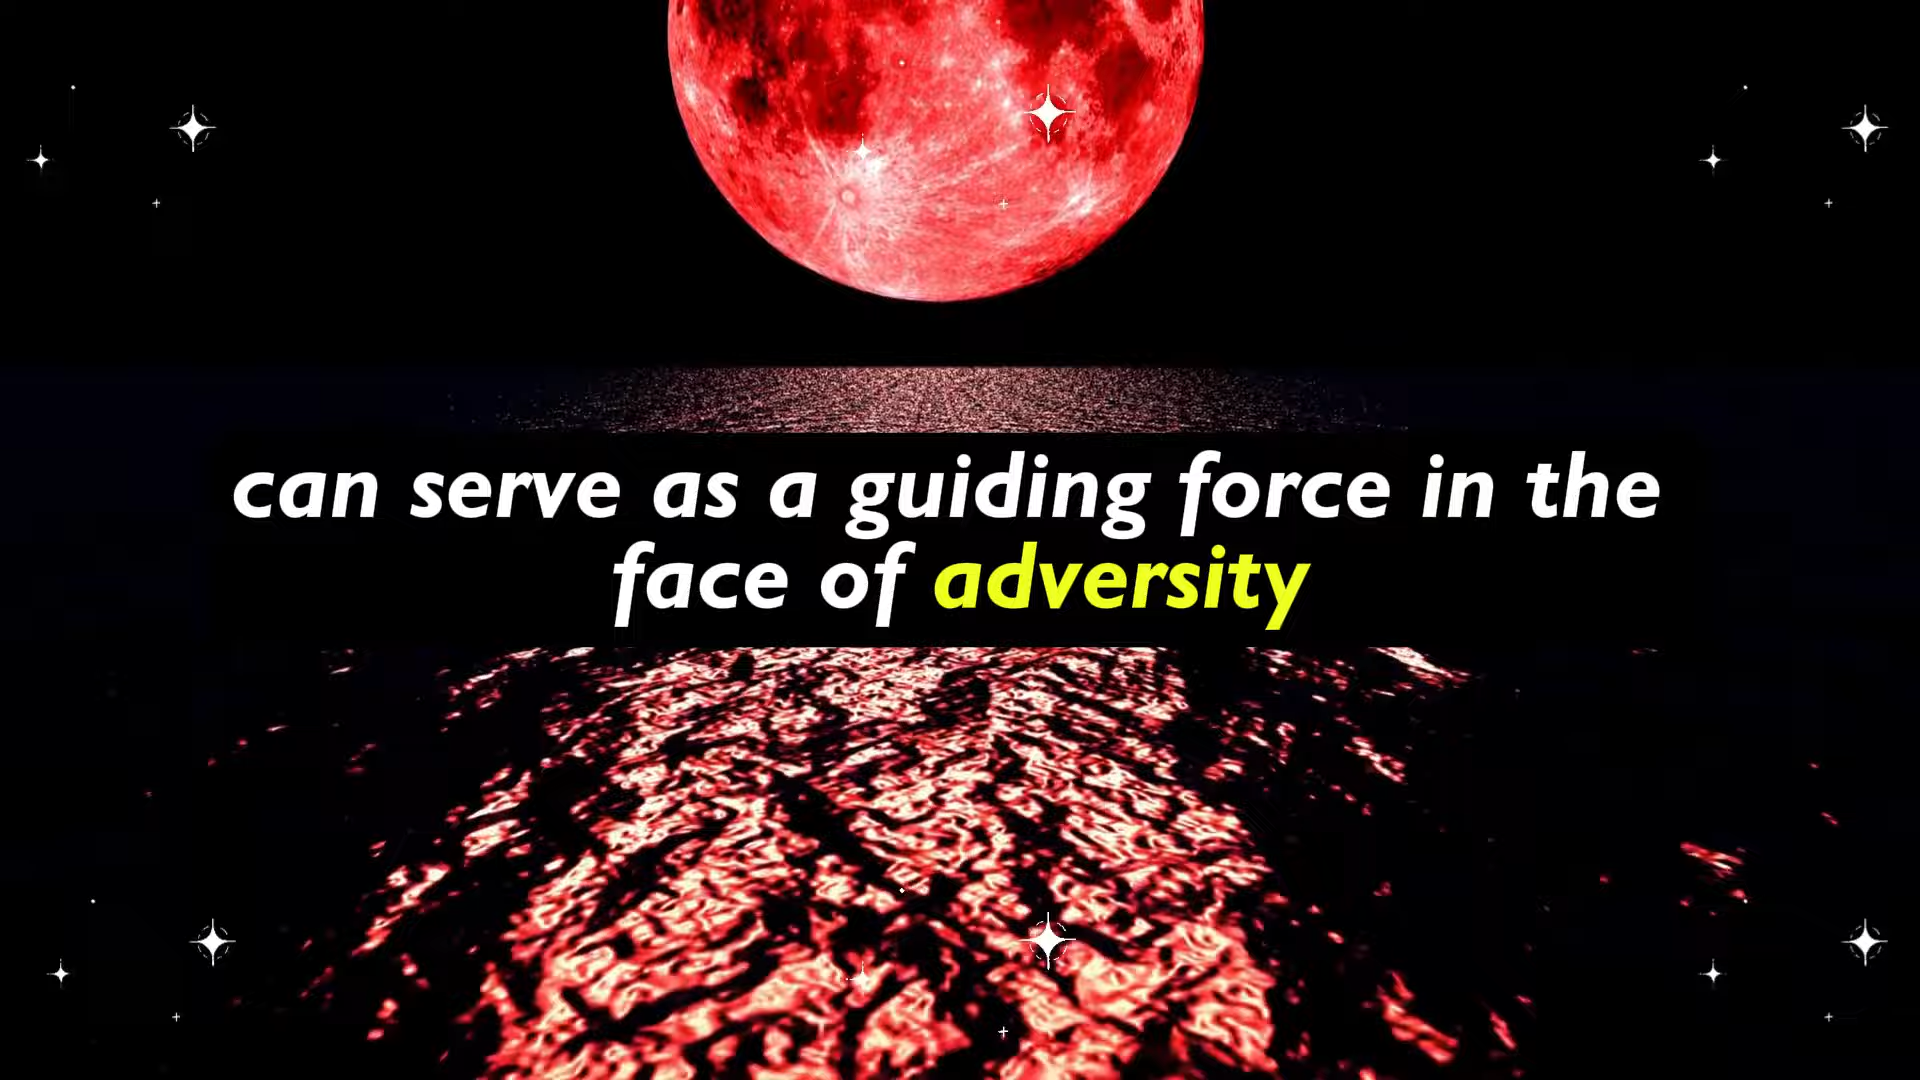 can serve as a guiding force in the
face of adversity